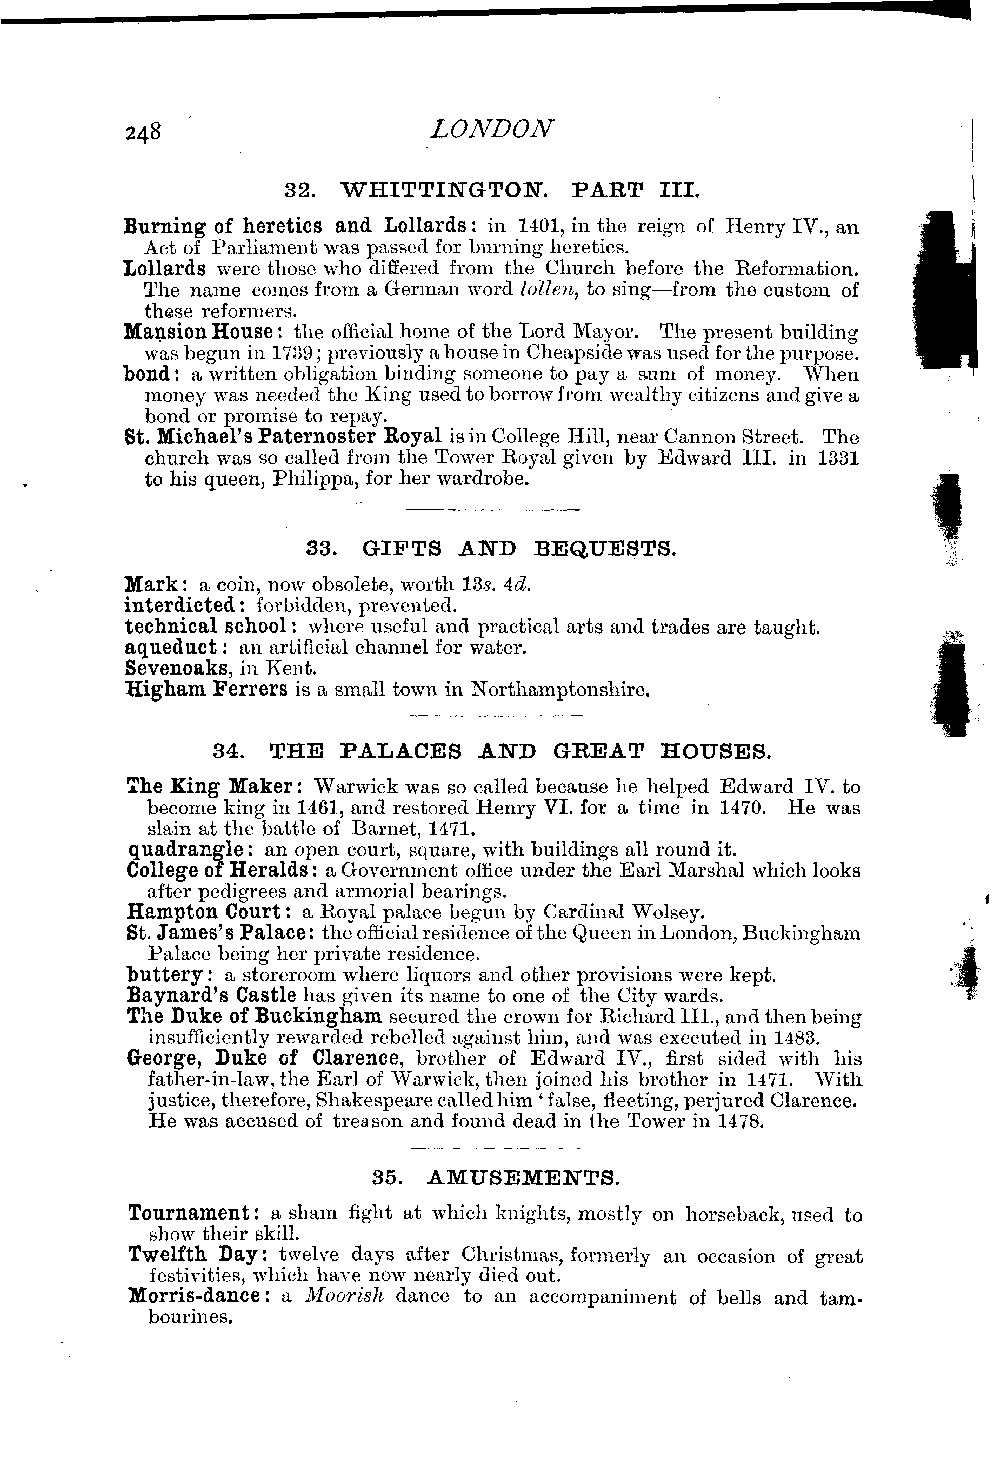 248 LONDON
32. WHITTINGTON. PART III.
Burning of heretics and Lollards: in 1401, in the reign of Henry IV., an
Act of Parliament was passed for burning heretics.
Lollards were those who differed from the Church before the Reformation.
The name comes from a German word lollen, to sing—from the custom of
these reformers.
Mansion House: the official home of the Lord Mayor. The present building
was begun in 1739; previously a house in Cheapside was used for the purpose.
bond: a written obligation binding someone to pay a sum of money. When
money was needed the King used to borrow from wealthy citizens and give a
bond or promise to repay.
St. Michael's Paternoster Royal is in College Hill, near Cannon Street. The
church was so called from the Tower Royal given by Edward III. in 1331
to his queen, Philippa, for her wardrobe.
33. GIFTS AND BEQUESTS.
Mark: a coin, now obsolete, worth 13s. 4d.
interdicted: forbidden, prevented.
technical school: where useful and practical arts and trades are taught.
aqueduct: an artificial channel for water.
Sevenoaks, in Kent.
Higham Ferrers is a small town in Northamptonshire.
34. THE PALACES AND GREAT HOUSES.
The King Maker: Warwick was so called because he helped Edward IV. to
become king in 1461, and restored Henry VI. for a time in 1470. He was
slain at the battle of Barnet, 1471.
quadrangle: an open court, square, with buildings all round it.
College of Heralds: a Government office under the Earl Marshal which looks
after pedigrees and armorial bearings.
Hampton Court: a Royal palace begun by Cardinal Wolsey.
St. James's Palace: the official residence of the Queen in London, Buckingham
Palace being her private residence.
buttery: a storeroom where liquors and other provisions were kept.
Baynard's Castle has given its name to one of the City wards.
The Duke of Buckingham secured the crown for Richard III., and then being
insufficiently rewarded rebelled against him, and was executed in 1483.
George, Duke of Clarence, brother of Edward IV., first sided with his
father-in-law, the Earl of Warwick, then joined his brother in 1471. With
justice, therefore, Shakespeare called him 'false, fleeting, perjured Clarence.
He was accused of treason and found dead in the Tower in 1478.
35. AMUSEMENTS.
Tournament: a sham fight at which knights, mostly on horseback, used to
show their skill.
Twelfth Day: twelve days after Christmas, formerly an occasion of great
festivities, which have now nearly died out.
Morris-dance: a Moorish dance to an accompaniment of bells and tam-
bourines.